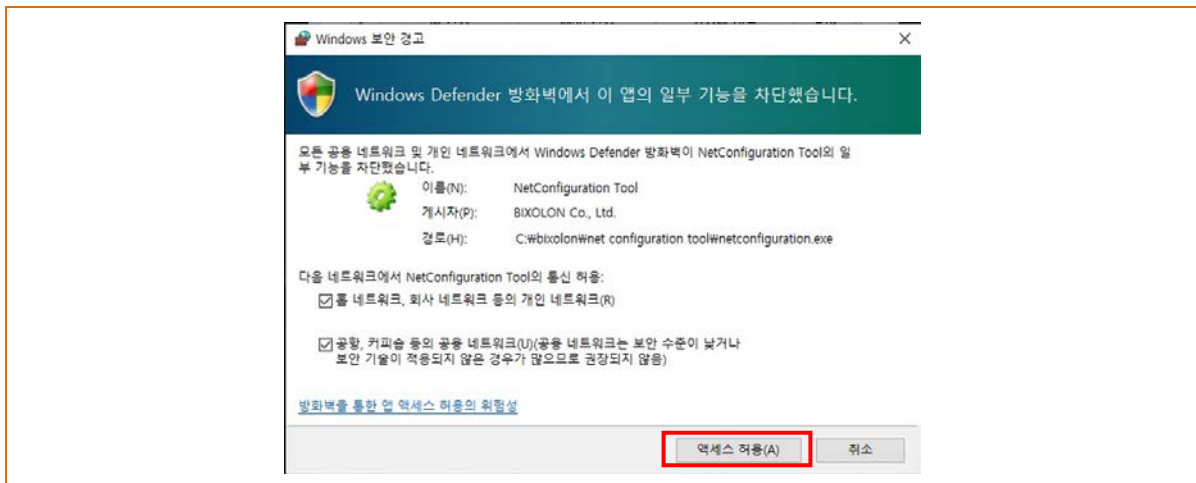 Windows 보안 경고
Windows Defender 방화벽에서 이 앱의 일부 기능을 차단했습니다.
모든 공용 네트워크 및 개인 네트워크에서 Windows Defender 방화벽이 NetConfiguration Tool의 일
부 기능을 차단했습니다.
이름(N): NetConfiguration Tool
게시자(P): BIXOLON Co., Ltd.
경로(H): C:₩bixolon₩net configuration tool₩netconfiguration.exe
다음 네트워크에서 NetConfiguration Tool의 통신 허용:
홈 네트워크, 회사 네트워크 등의 개인 네트워크(R)
공항, 커피숍 등의 공용 네트워크(U)(공용 네트워크는 보안 수준이 낮거나
보안 기술이 적용되지 않은 경우가 많으므로 권장되지 않음)
방화벽을 통한 앱 액세스 허용의 위험성
액세스 허용(A) 취소